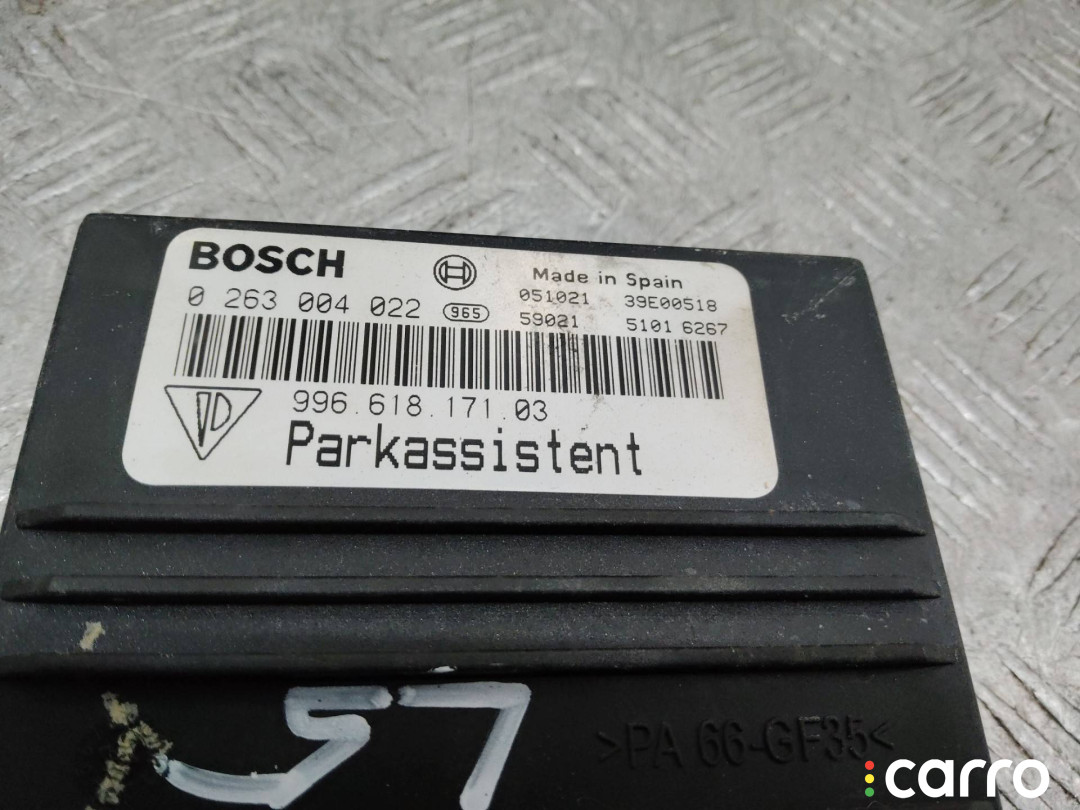 BOSCH
Made in Spain
0 263 004 022 965
051021 39E00518
59021 5101 6267
996.618.171.03
Parkassistent
57
>PA 66-GF35<
carro